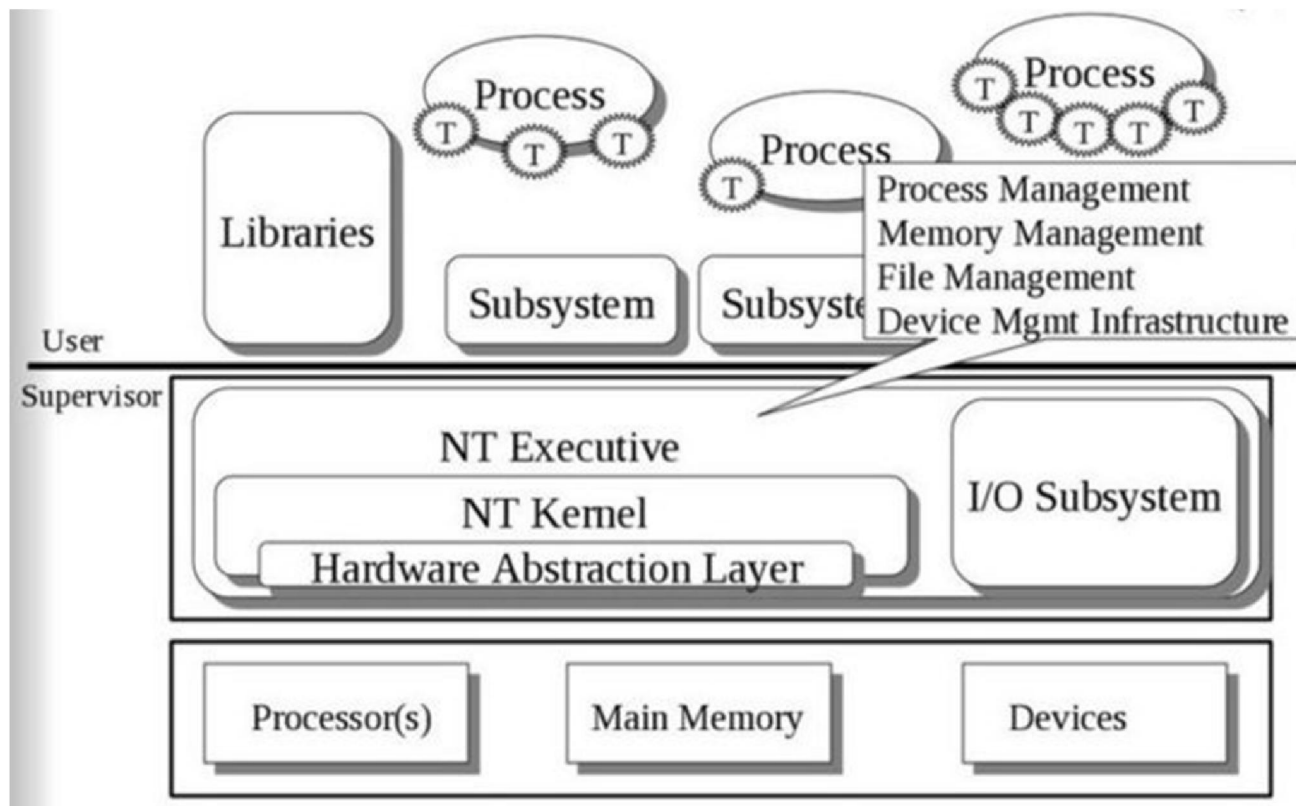 Process
T
T
T
Process
T
Process
T
T
T
T
T
Process Management
Memory Management
File Management
Device Mgmt Infrastructure
Libraries
Subsystem
Subsyste
User
Supervisor
NT Executive
NT Kernel
Hardware Abstraction Layer
I/O Subsystem
Processor(s)
Main Memory
Devices